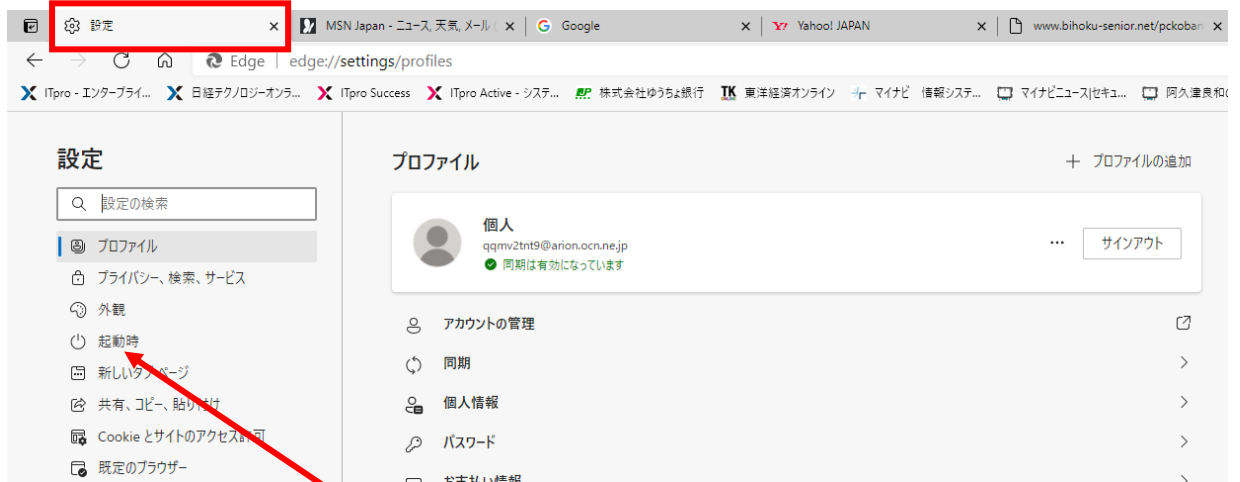 設定
MSN Japan - ニュース, 天気, メール (
Google
Yahoo! JAPAN
www.bihoku-senior.net/pckoban
Edge edge://settings/profiles
ITpro - エンタープライ...
日経テクノロジーオンラ...
ITpro Success
ITpro Active - システ...
株式会社ゆうちょ銀行
TK 東洋経済オンライン
マイナビ 情報システ...
マイナビニュース|セキュ...
阿久津良和の
設定
設定の検索
プロファイル
プライバシー、検索、サービス
外観
起動時
新しいタブ ページ
共有、コピー、貼り付け
Cookie とサイトのアクセス許可
既定のブラウザー
プロファイル
プロファイルの追加
個人
qqmv2tnt9@arion.ocn.ne.jp
同期は有効になっています
サインアウト
アカウントの管理
同期
個人情報
パスワード
お支払い情報